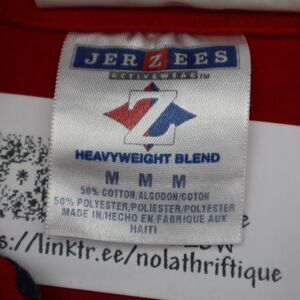 JERZEES
ACTIVEWEAR™
Z
HEAVYWEIGHT BLEND
M M M
50% COTTON/ALGODON/COTON
50% POLYESTER/POLIESTER/POLYESTER
MADE IN/HECHO EN/FABRIQUE AUX
HAITI
s://linktr.ee/nolathriftique